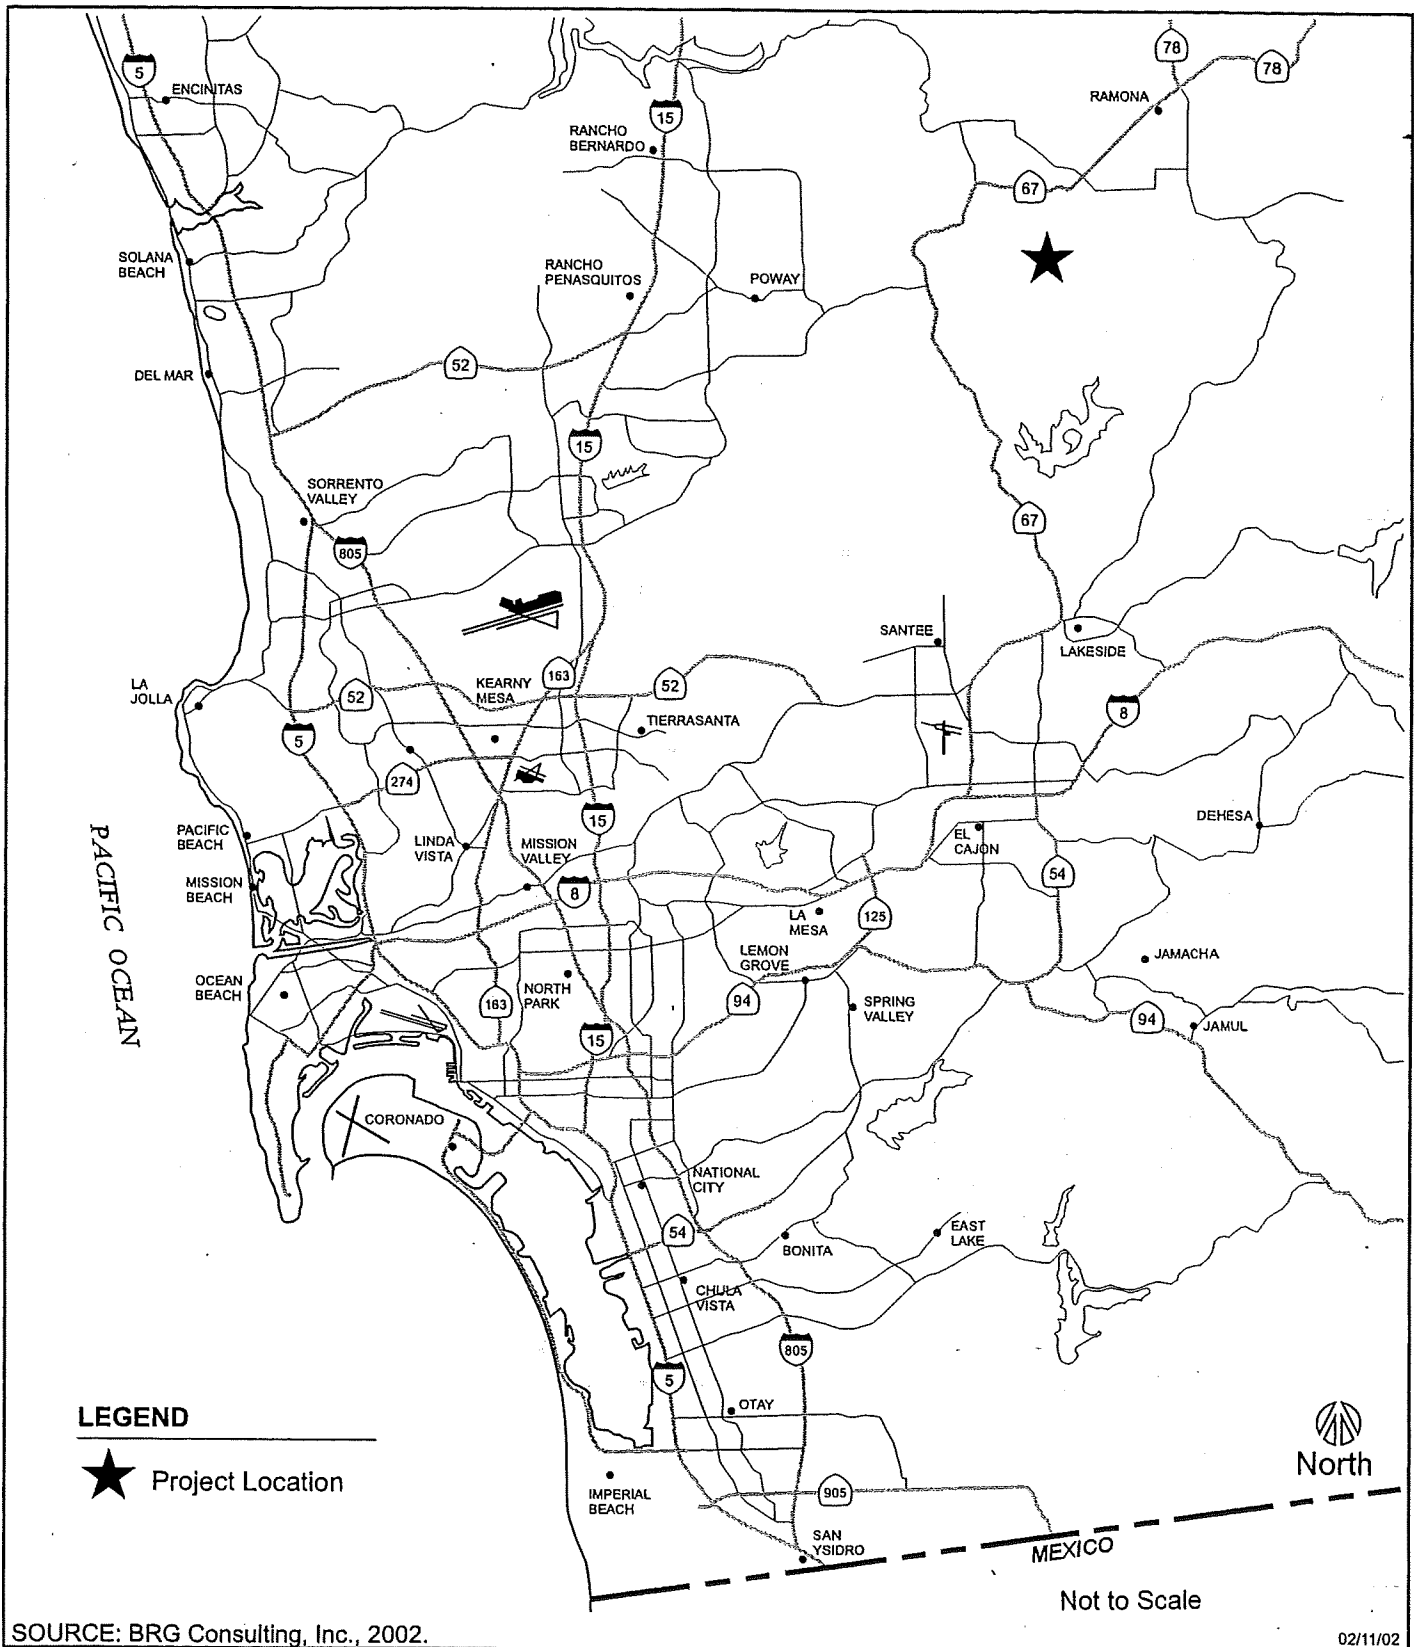 78
78
5
ENCINITAS
RAMONA
15
RANCHO
BERNARDO
67
SOLANA
BEACH
RANCHO
PENASQUITOS
POWAY
DEL MAR
52
15
SORRENTO
VALLEY
67
805
SANTEE
LAKESIDE
LA
JOLLA
52
KEARNY
MESA
163
52
TIERRASANTA
8
5
274
15
PACIFIC
BEACH
LINDA
VISTA
MISSION
VALLEY
EL
CAJON
DEHESA
MISSION
BEACH
8
54
LA
MESA
125
PACIFIC OCEAN
OCEAN
BEACH
NORTH
PARK
LEMON
GROVE
JAMACHA
163
94
SPRING
VALLEY
94
JAMUL
15
CORONADO
NATIONAL
CITY
54
BONITA
EAST
LAKE
CHULA
VISTA
805
5
OTAY
LEGEND
Project Location
IMPERIAL
BEACH
905
SAN
YSIDRO
North
MEXICO
Not to Scale
SOURCE: BRG Consulting, Inc., 2002.
02/11/02